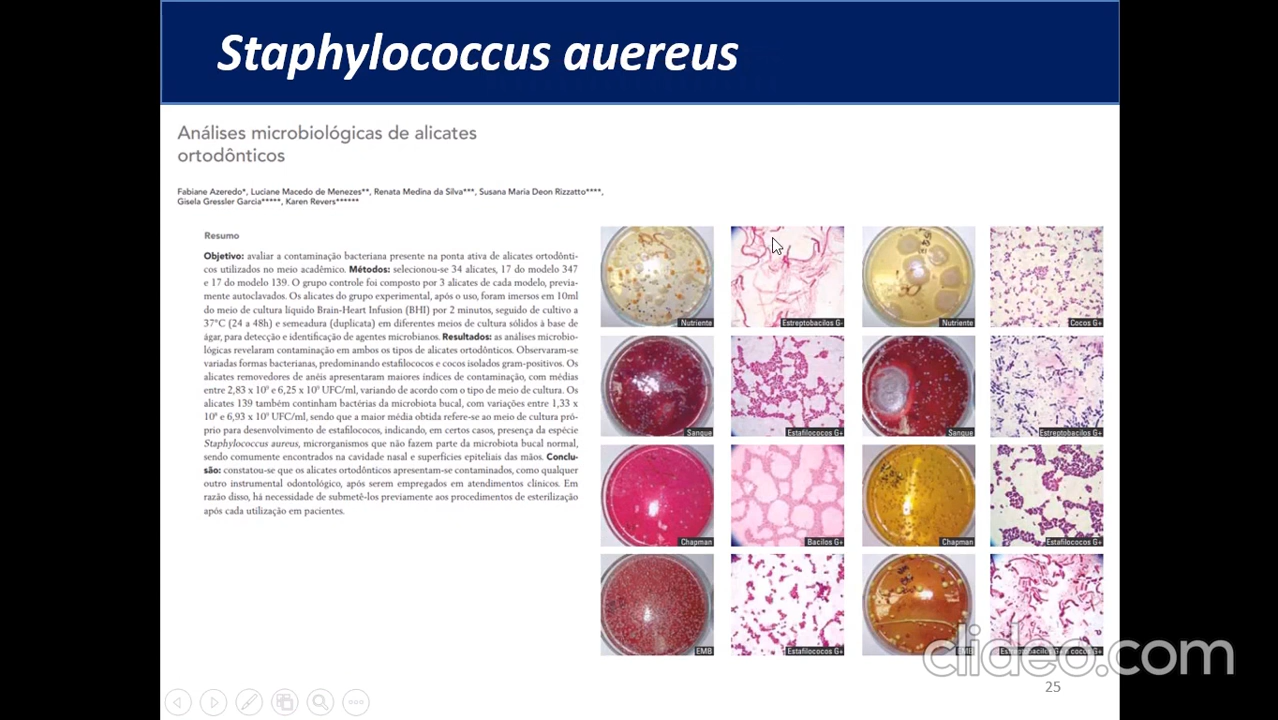 Staphylococcus auereus
Análises microbiológicas de alicates
ortodônticos
Fabiane Azeredo*, Luciane Macedo de Menezes**, Renata Medina da Silva***, Susana Maria Deon Rizzatto****,
Gisela Gressler Garcia*****, Karen Revers******
Resumo
Objetivo: avaliar a contaminação bacteriana presente na ponta ativa de alicates ortodônti-
cos utilizados no meio acadêmico. Métodos: selecionou-se 34 alicates, 17 do modelo 347
e 17 do modelo 139. O grupo controle foi composto por 3 alicates de cada modelo, previa-
mente autoclavados. Os alicates do grupo experimental, após o uso, foram imersos em 10ml
do meio de cultura líquido Brain-Heart Infusion (BHI) por 2 minutos, seguido de cultivo a
37°C (24 a 48h) e semeadura (duplicata) em diferentes meios de cultura sólidos à base de
ágar, para detecção e identificação de agentes microbianos. Resultados: as análises microbio-
lógicas revelaram contaminação em ambos os tipos de alicates ortodônticos. Observaram-se
variadas formas bacterianas, predominando estafilococos e cocos isolados gram-positivos. Os
alicates removedores de anéis apresentaram maiores índices de contaminação, com médias
entre 2,83 x 10⁹ e 6,25 x 10⁹ UFC/ml, variando de acordo com o tipo de meio de cultura. Os
alicates 139 também continham bactérias da microbiota bucal, com variações entre 1,33 x
10⁸ e 6,93 x 10⁹ UFC/ml, sendo que a maior média obtida refere-se ao meio de cultura pró-
prio para desenvolvimento de estafilococos, indicando, em certos casos, presença da espécie
Staphylococcus aureus, microrganismos que não fazem parte da microbiota bucal normal,
sendo comumente encontrados na cavidade nasal e superfícies epiteliais das mãos. Conclu-
são: constatou-se que os alicates ortodônticos apresentam-se contaminados, como qualquer
outro instrumental odontológico, após serem empregados em atendimentos clínicos. Em
razão disso, há necessidade de submetê-los previamente aos procedimentos de esterilização
após cada utilização em pacientes.
Nutriente
Estreptobacilos G-
Nutriente
Cocos G+
Sangue
Estafilococos G+
Sangue
Estreptobacilos G+
Chapman
Bacilos G+
Chapman
Estafilococos G+
EMB
Estafilococos G+
EMB
Estreptobacilos G+ e cocos G+
clideo.com
25